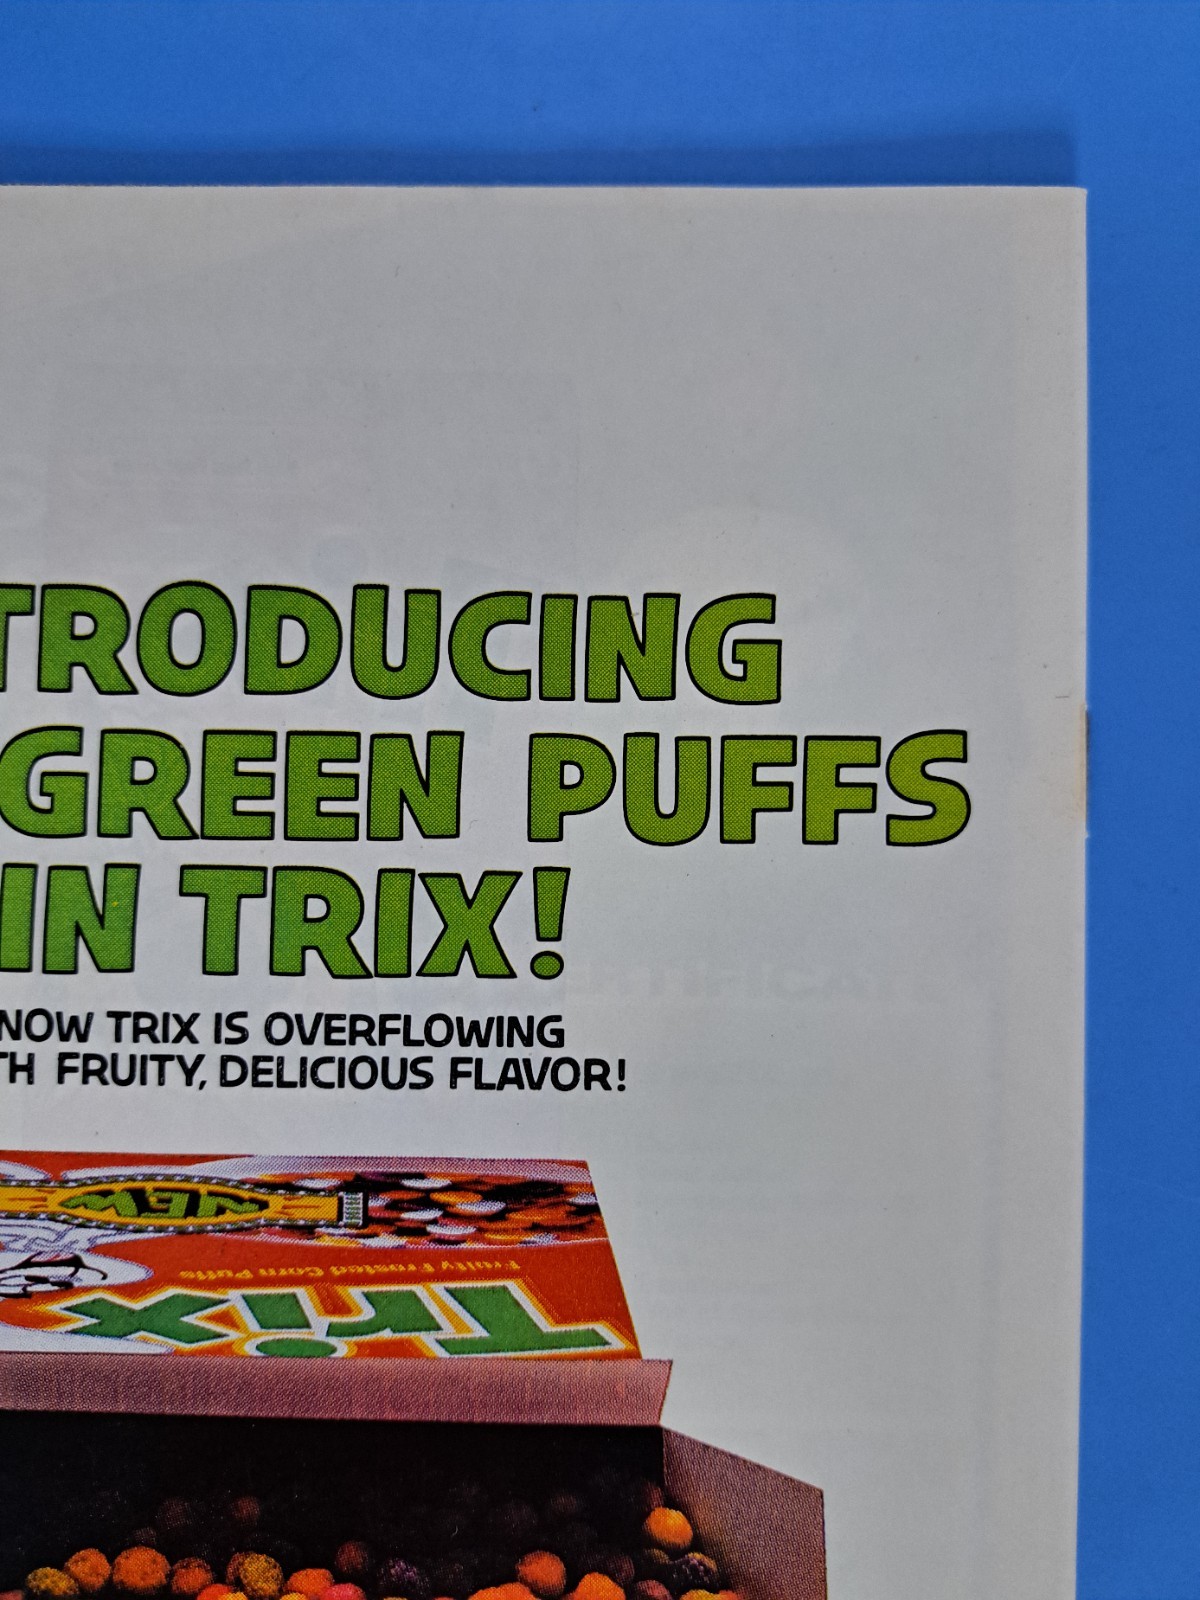 TRODUCING
GREEN PUFFS
IN TRIX!
NOW TRIX IS OVERFLOWING
TH FRUITY, DELICIOUS FLAVOR!
NEW
Fruity Frosted Corn Puffs
Trix